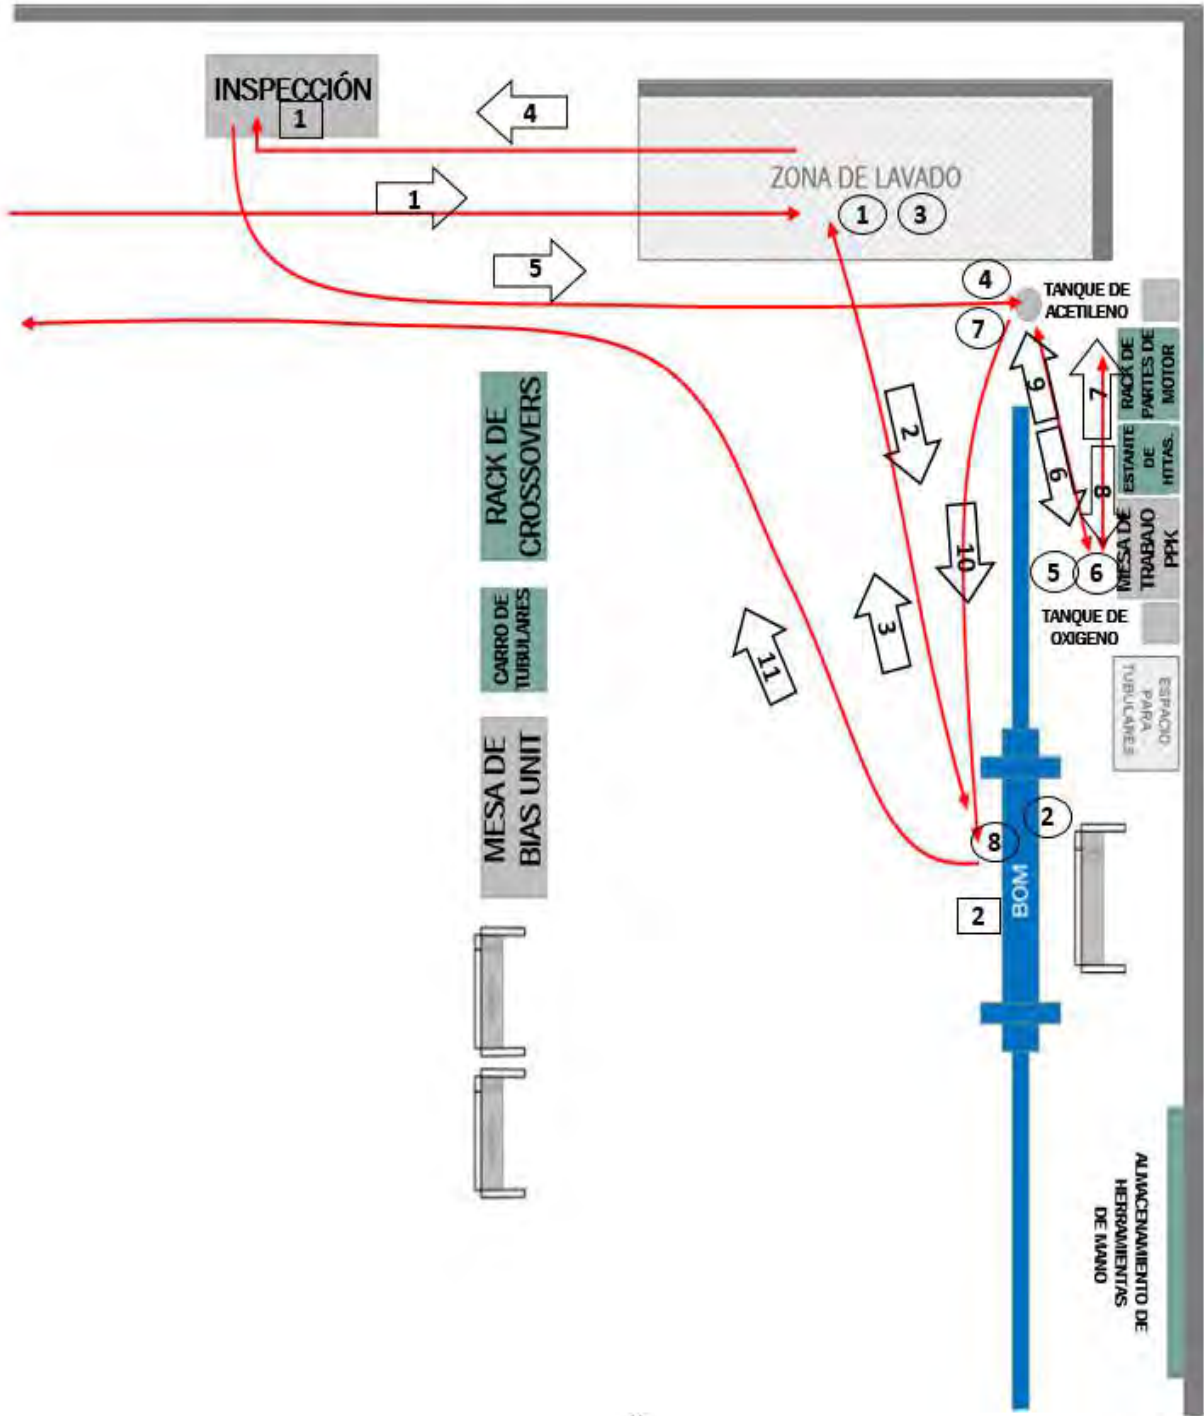 INSPECCIÓN
1
4
1
ZONA DE LAVADO
1
3
5
4
7
TANQUE DE
ACETILENO
RACK DE
PARTES DE
MOTOR
9
7
2
6
8
ESTANTE
DE
HTTAS.
RACK DE
CROSSOVERS
10
5
6
MESA DE
TRABAJO
PPK
3
CARRO DE
TUBULARES
11
TANQUE DE
OXIGENO
ESPACIO
PARA
TUBULARES
MESA DE
BIAS UNIT
8
2
BOM
2
ALMACENAMIENTO DE
HERRAMIENTAS
DE MANO